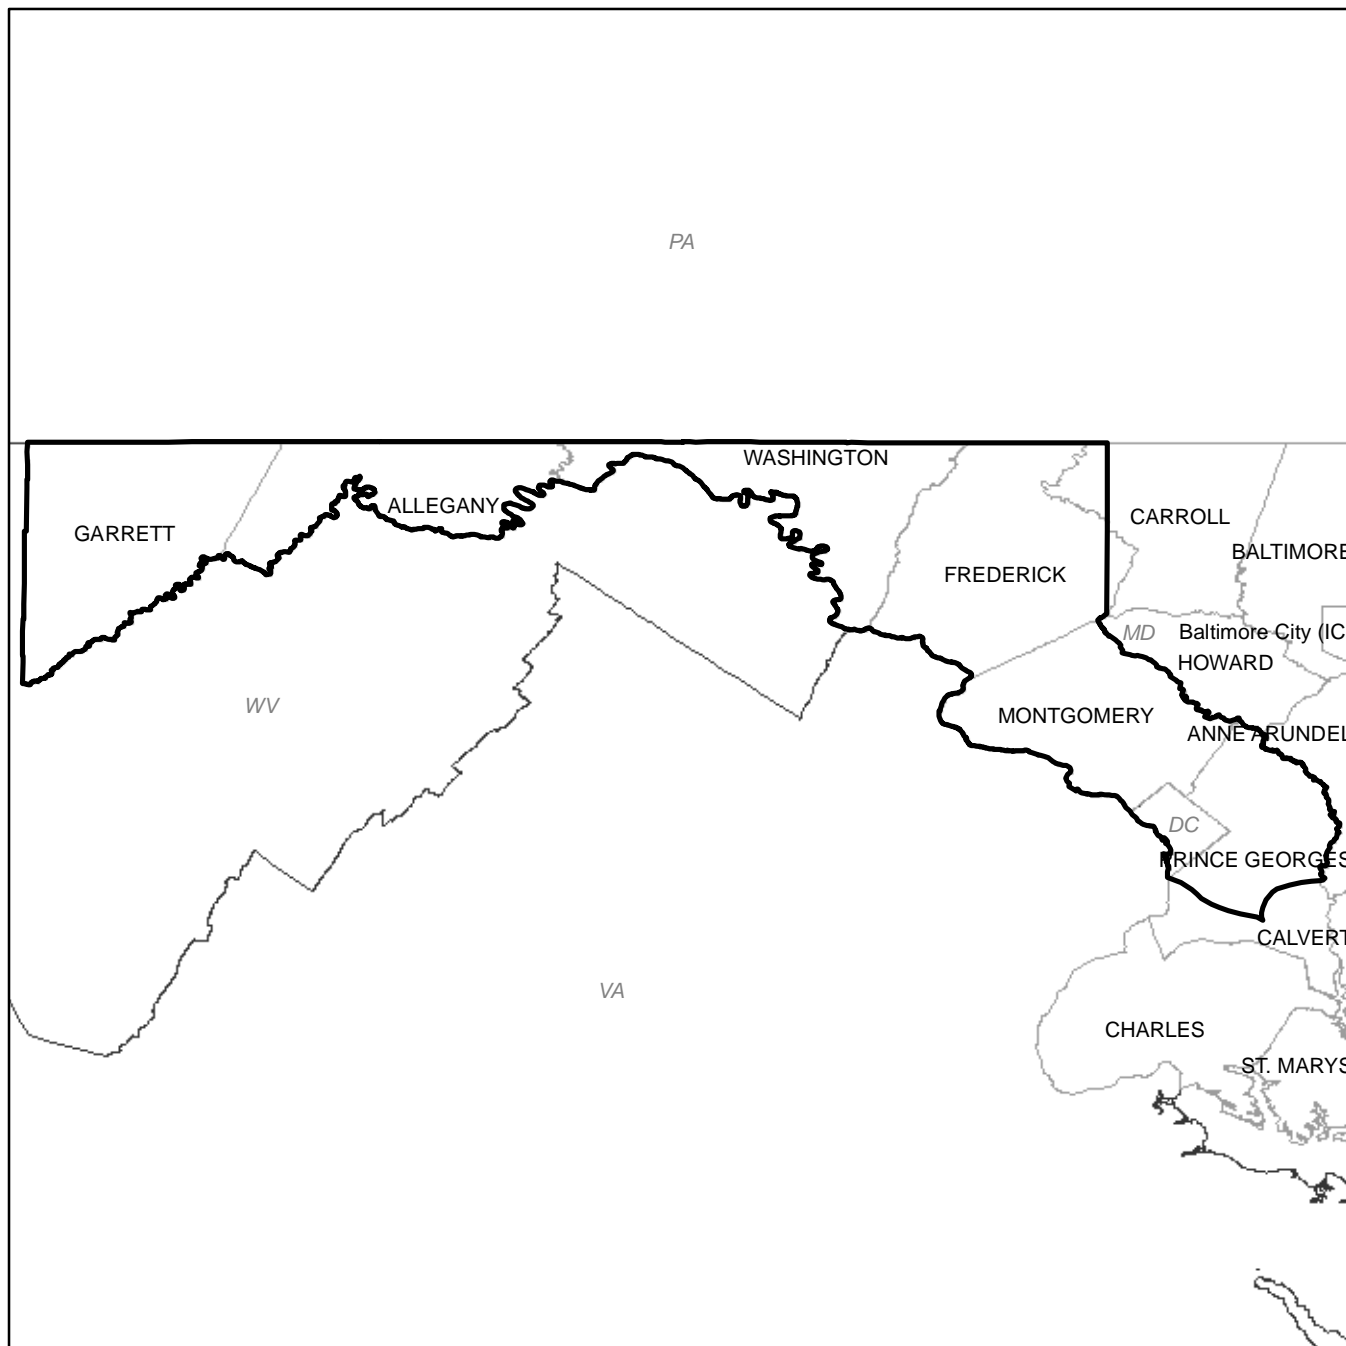 PA
WASHINGTON
ALLEGANY
CARROLL
GARRETT
BALTIMORE
FREDERICK
MD
Baltimore City (IC
HOWARD
WV
MONTGOMERY
ANNE ARUNDEL
DC
PRINCE GEORGES
CALVERT
VA
CHARLES
ST. MARYS